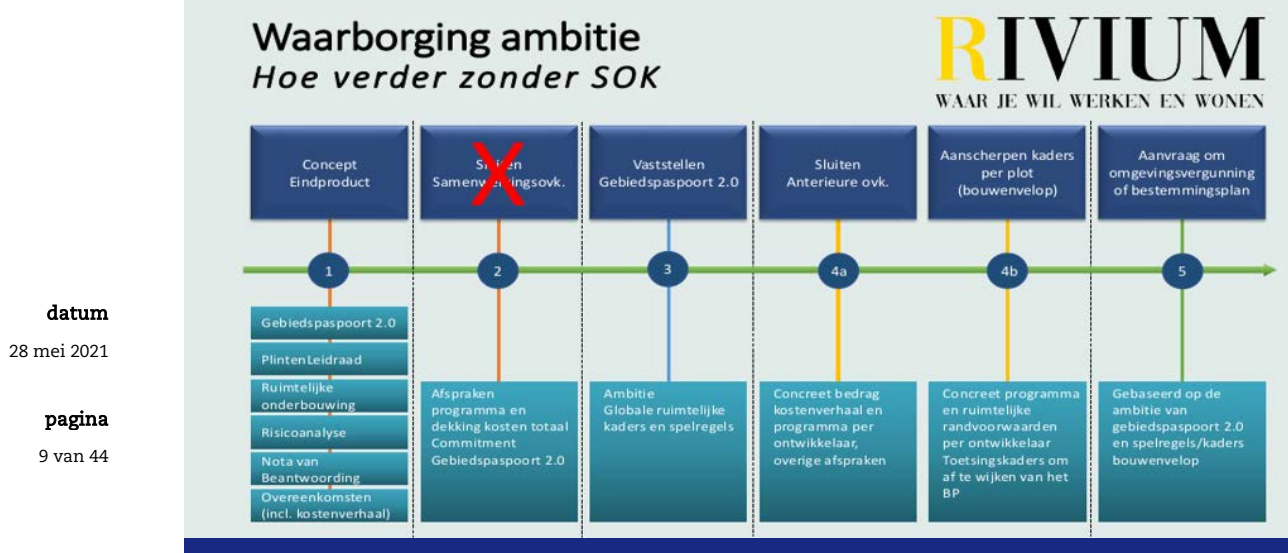 Waarborging ambitie
Hoe verder zonder SOK
RIVIUM
WAAR JE WIL WERKEN EN WONEN
Concept
Eindproduct
Sluiten
Samenwerkingsovk.
X
Vaststellen
Gebiedspaspoort 2.0
Sluiten
Anterieure ovk.
Aanscherpen kaders
per plot
(bouwenvelop)
Aanvraag om
omgevingsvergunning
of bestemmingsplan
1
2
3
4a
4b
5
Gebiedspaspoort 2.0
PlintenLeidraad
Ruimtelijke
onderbouwing
Risicoanalyse
Nota van
Beantwoording
Overeenkomsten
(incl. kostenverhaal)
Afspraken
programma en
dekking kosten totaal
Commitment
Gebiedspaspoort 2.0
Ambitie
Globale ruimtelijke
kaders en spelregels
Concreet bedrag
kostenverhaal en
programma per
ontwikkelaar,
overige afspraken
Concreet programma
en ruimtelijke
randvoorwaarden
per ontwikkelaar
Toetsingskaders om
af te wijken van het
BP
Gebaseerd op de
ambitie van
gebiedspaspoort 2.0
en spelregels/kaders
bouwenvelop
datum
28 mei 2021
pagina
9 van 44